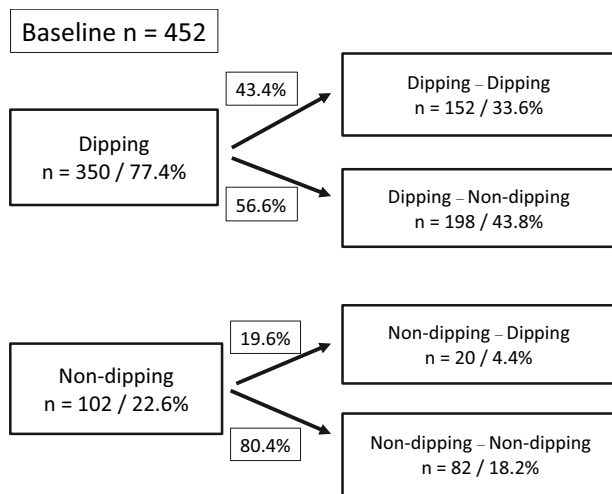 Baseline n = 452
43.4%
Dipping – Dipping
n = 152 / 33.6%
Dipping
n = 350 / 77.4%
56.6%
Dipping – Non-dipping
n = 198 / 43.8%
19.6%
Non-dipping – Dipping
n = 20 / 4.4%
Non-dipping
n = 102 / 22.6%
80.4%
Non-dipping – Non-dipping
n = 82 / 18.2%